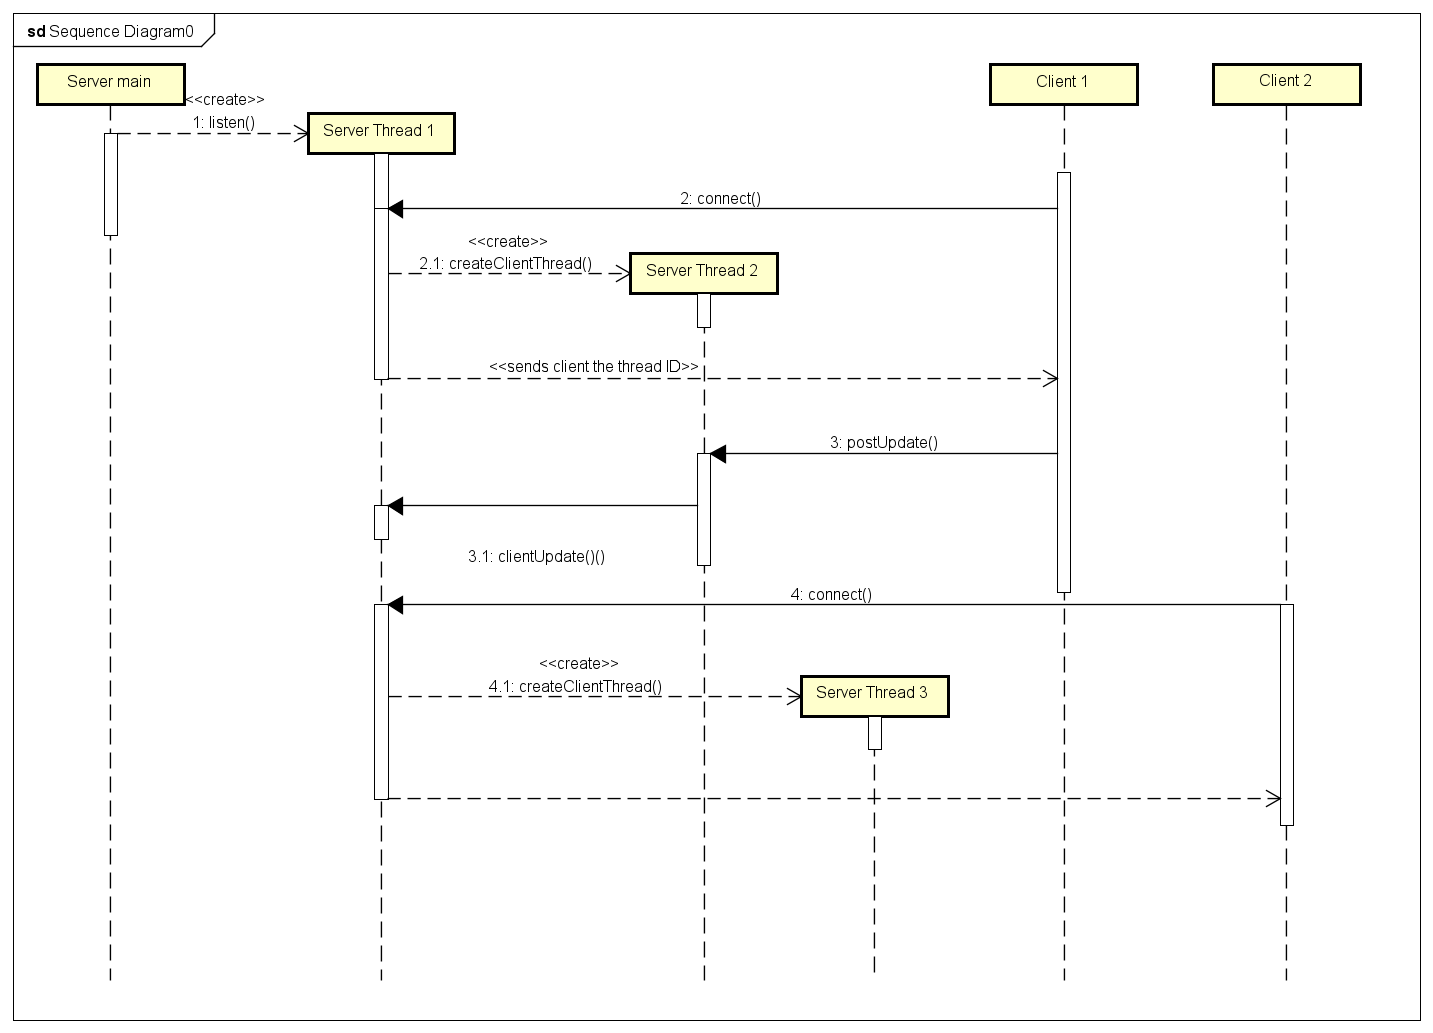 sd Sequence Diagram0
Server main
Client 1
Client 2
<<create>>
1: listen()
Server Thread 1
2: connect()
<<create>>
2.1: createClientThread()
Server Thread 2
<<sends client the thread ID>>
3: postUpdate()
3.1: clientUpdate()()
4: connect()
<<create>>
4.1: createClientThread()
Server Thread 3